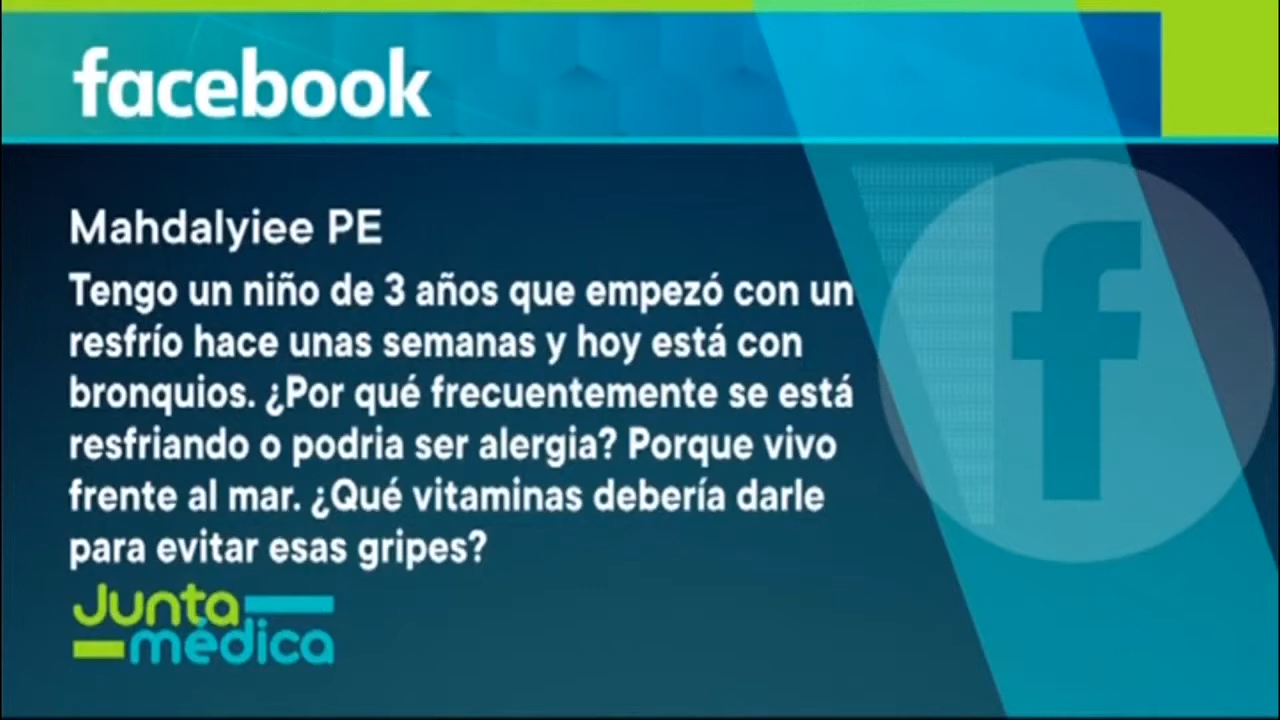 facebook
Mahdalyiee PE
Tengo un niño de 3 años que empezó con un
resfrío hace unas semanas y hoy está con
bronquios. ¿Por qué frecuentemente se está
resfriando o podria ser alergia? Porque vivo
frente al mar. ¿Qué vitaminas debería darle
para evitar esas gripes?
Junta
médica